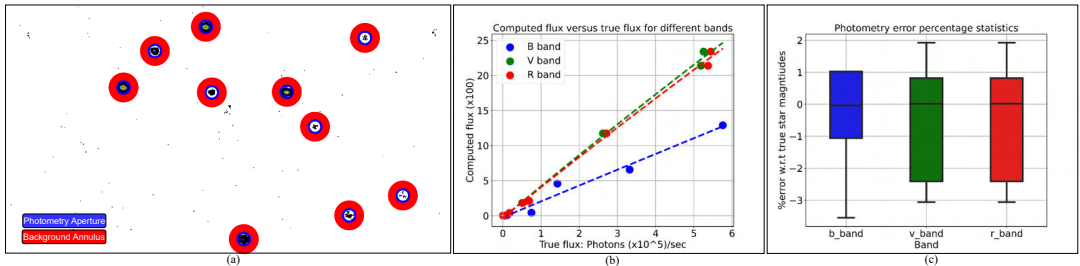 Photometry Aperture
Background Annulus
(a)
Computed flux versus true flux for different bands
B band
V band
R band
Computed flux (x100)
25
20
15
10
5
0
0 1 2 3 4 5 6
True flux: Photons (x10^5)/sec
(b)
Photometry error percentage statistics
%error w.r.t true star magntiudes
2
1
0
−1
−2
−3
b_band v_band r_band
Band
(c)